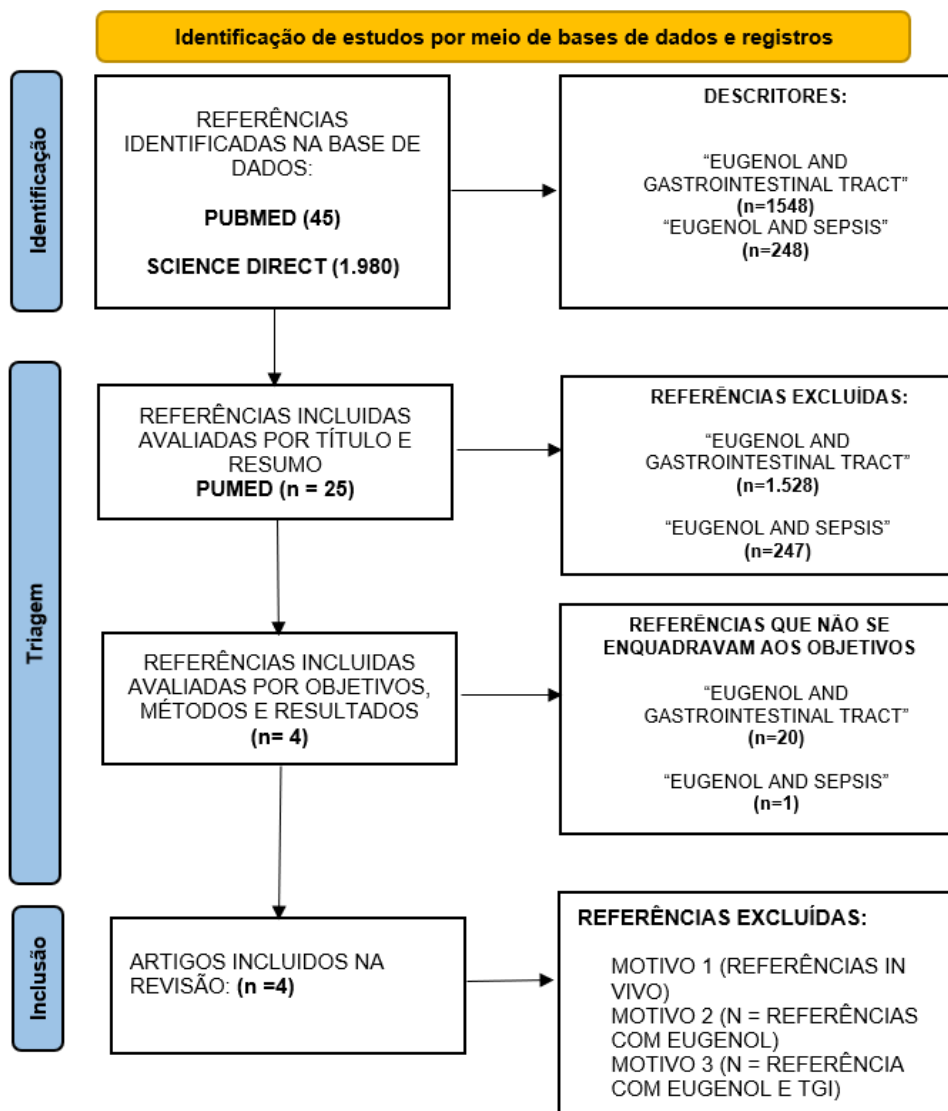 Identificação de estudos por meio de bases de dados e registros
Identificação
REFERÊNCIAS
IDENTIFICADAS NA BASE DE
DADOS:
PUBMED (45)
SCIENCE DIRECT (1.980)
DESCRITORES:
“EUGENOL AND
GASTROINTESTINAL TRACT”
(n=1548)
“EUGENOL AND SEPSIS”
(n=248)
Triagem
REFERÊNCIAS INCLUIDAS
AVALIADAS POR TÍTULO E
RESUMO
PUMED (n = 25)
REFERÊNCIAS EXCLUÍDAS:
“EUGENOL AND
GASTROINTESTINAL TRACT”
(n=1.528)
“EUGENOL AND SEPSIS”
(n=247)
REFERÊNCIAS INCLUIDAS
AVALIADAS POR OBJETIVOS,
MÉTODOS E RESULTADOS
(n= 4)
REFERÊNCIAS QUE NÃO SE
ENQUADRAVAM AOS OBJETIVOS
“EUGENOL AND
GASTROINTESTINAL TRACT”
(n=20)
“EUGENOL AND SEPSIS”
(n=1)
Inclusão
ARTIGOS INCLUIDOS NA
REVISÃO: (n =4)
REFERÊNCIAS EXCLUÍDAS:
MOTIVO 1 (REFERÊNCIAS IN
VIVO)
MOTIVO 2 (N = REFERÊNCIAS
COM EUGENOL)
MOTIVO 3 (N = REFERÊNCIA
COM EUGENOL E TGI)